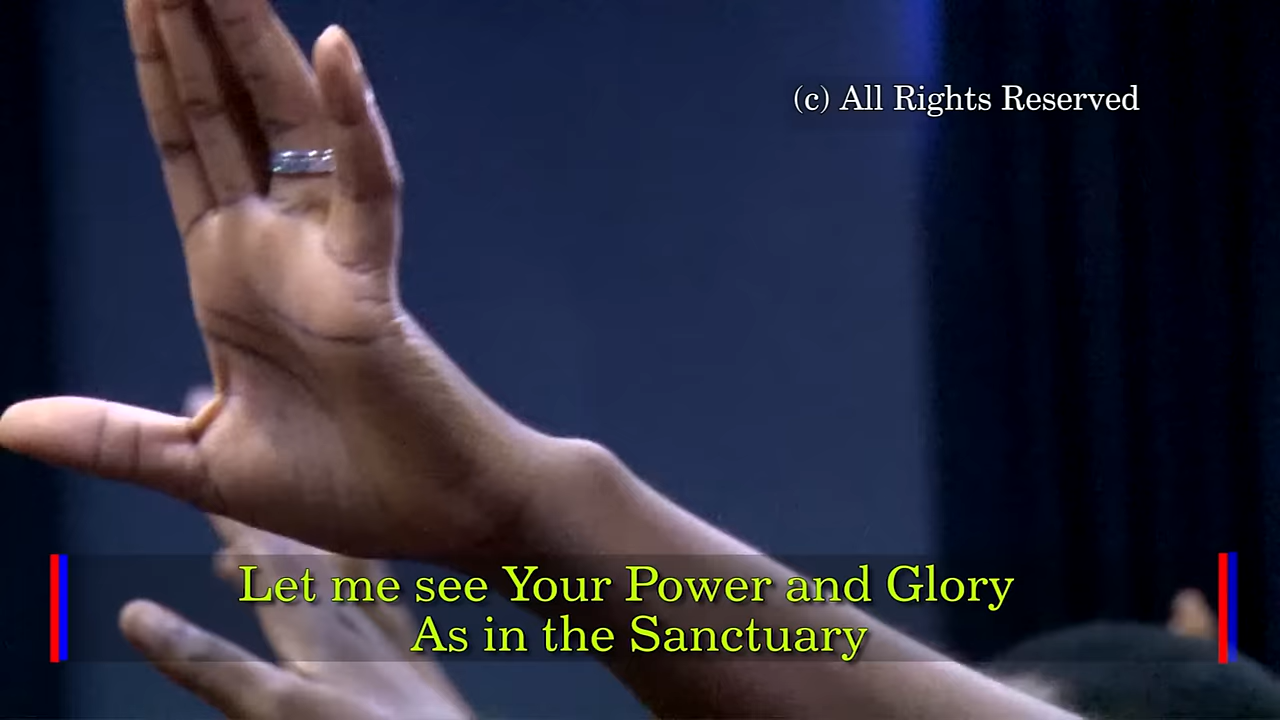 (c) All Rights Reserved
Let me see Your Power and Glory
As in the Sanctuary